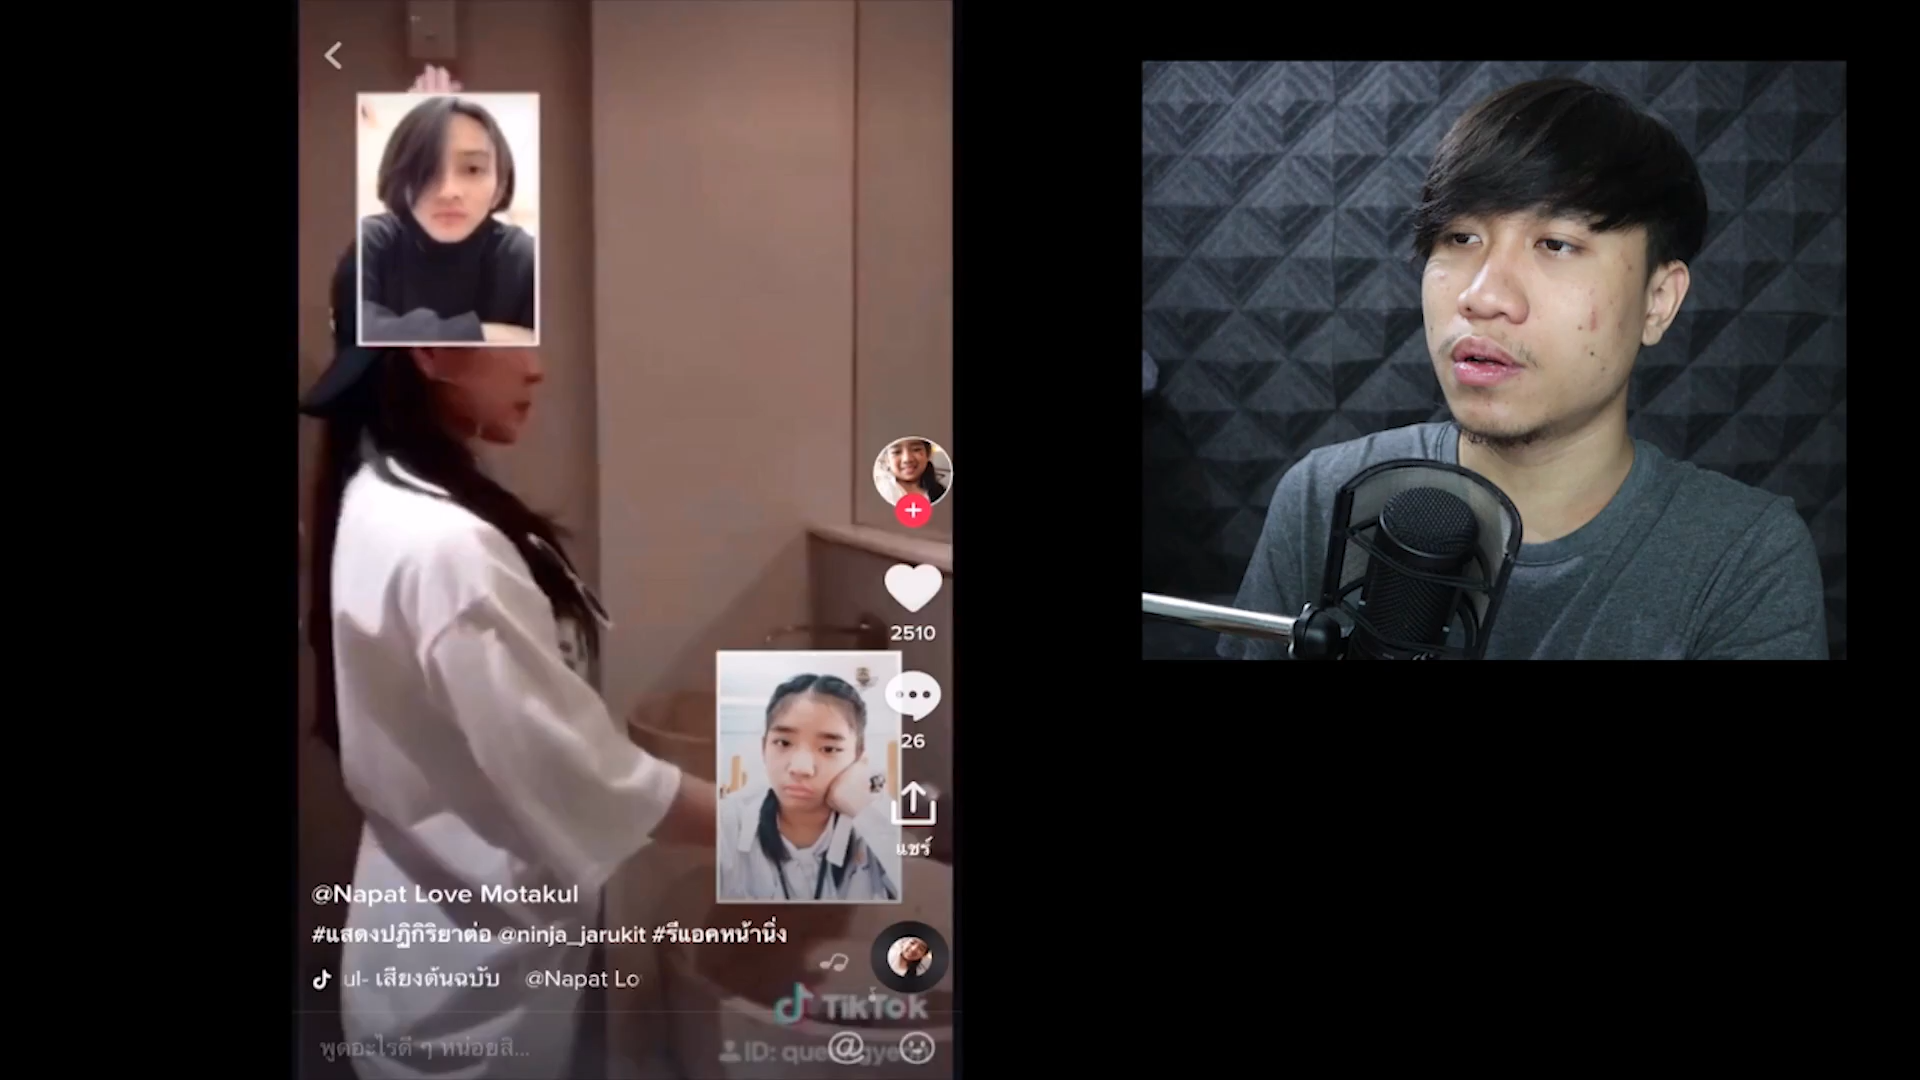 2510
26
แชร์
@Napat Love Motakul
#แสดงปฏิกิริยาต่อ @ninja_jarukit #รีแอคหน้านิ่ง
ul- เสียงต้นฉบับ @Napat Lo
TikTok
พูดอะไรดี ๆ หน่อยสิ...
ID: